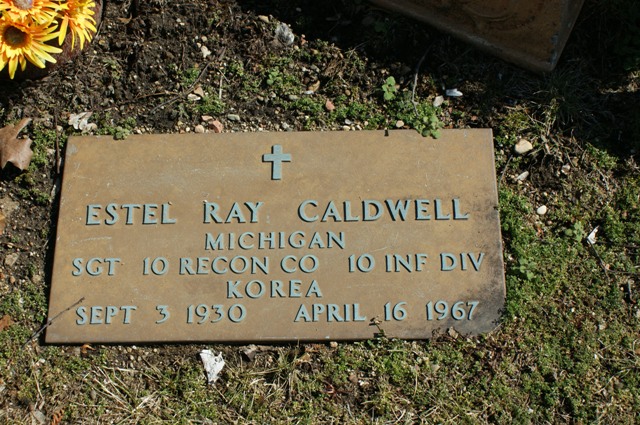 ESTEL RAY CALDWELL
MICHIGAN
SGT 10 RECON CO 10 INF DIV
KOREA
SEPT 3 1930 APRIL 16 1967